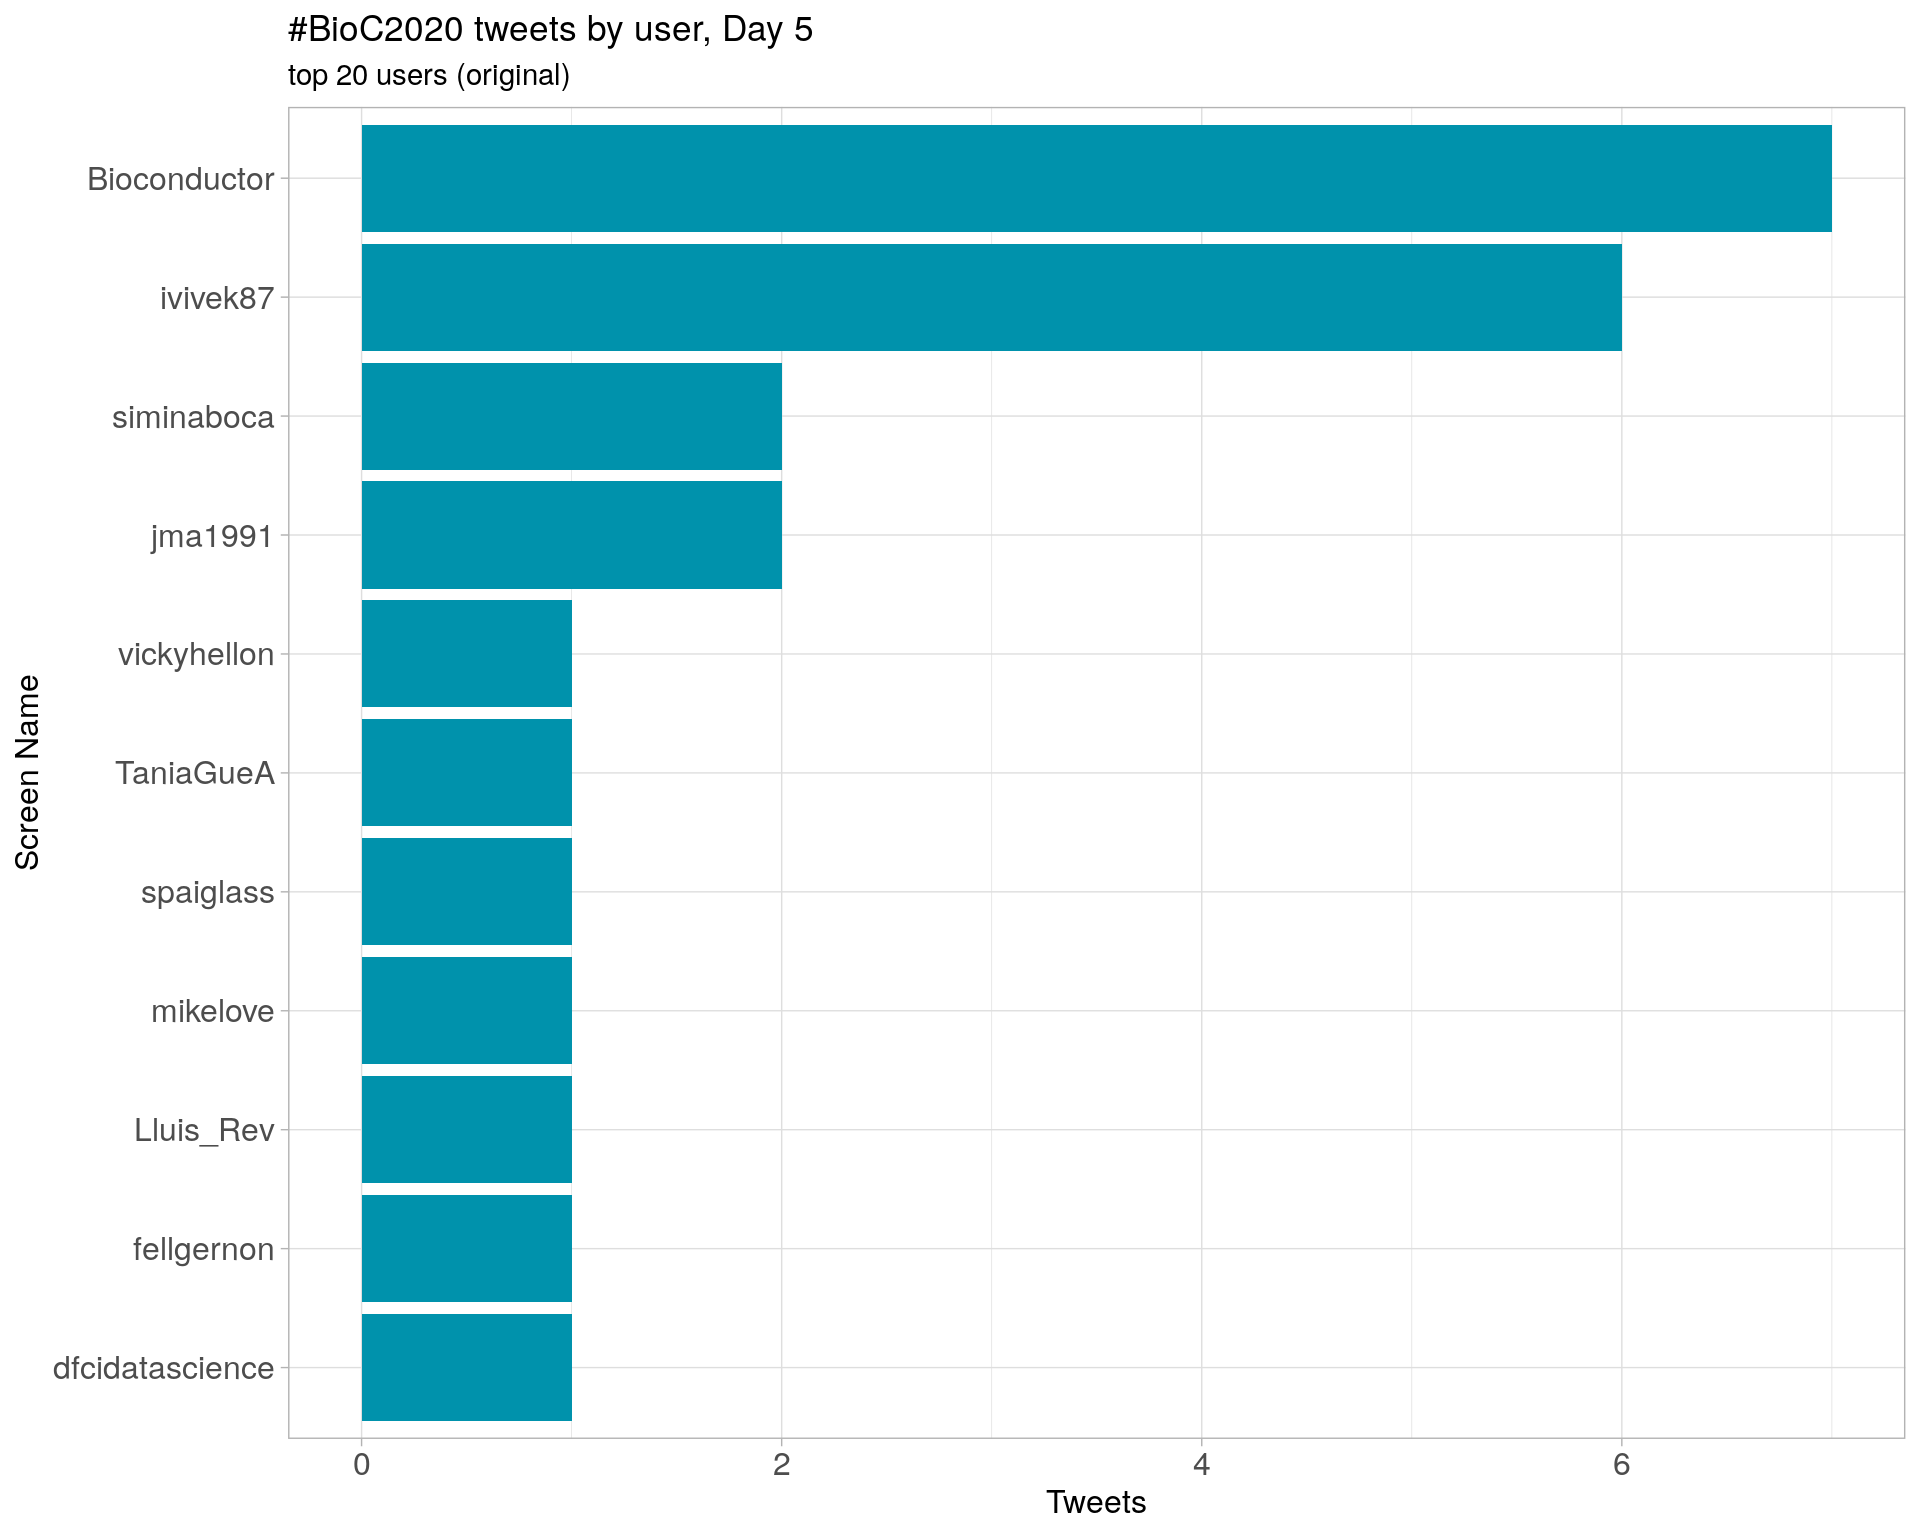 #BioC2020 tweets by user, Day 5
top 20 users (original)
Screen Name
Bioconductor
ivivek87
siminaboca
jma1991
vickyhellon
TaniaGueA
spaiglass
mikelove
Lluis_Rev
fellgernon
dfcidatascience
0 2 4 6
Tweets